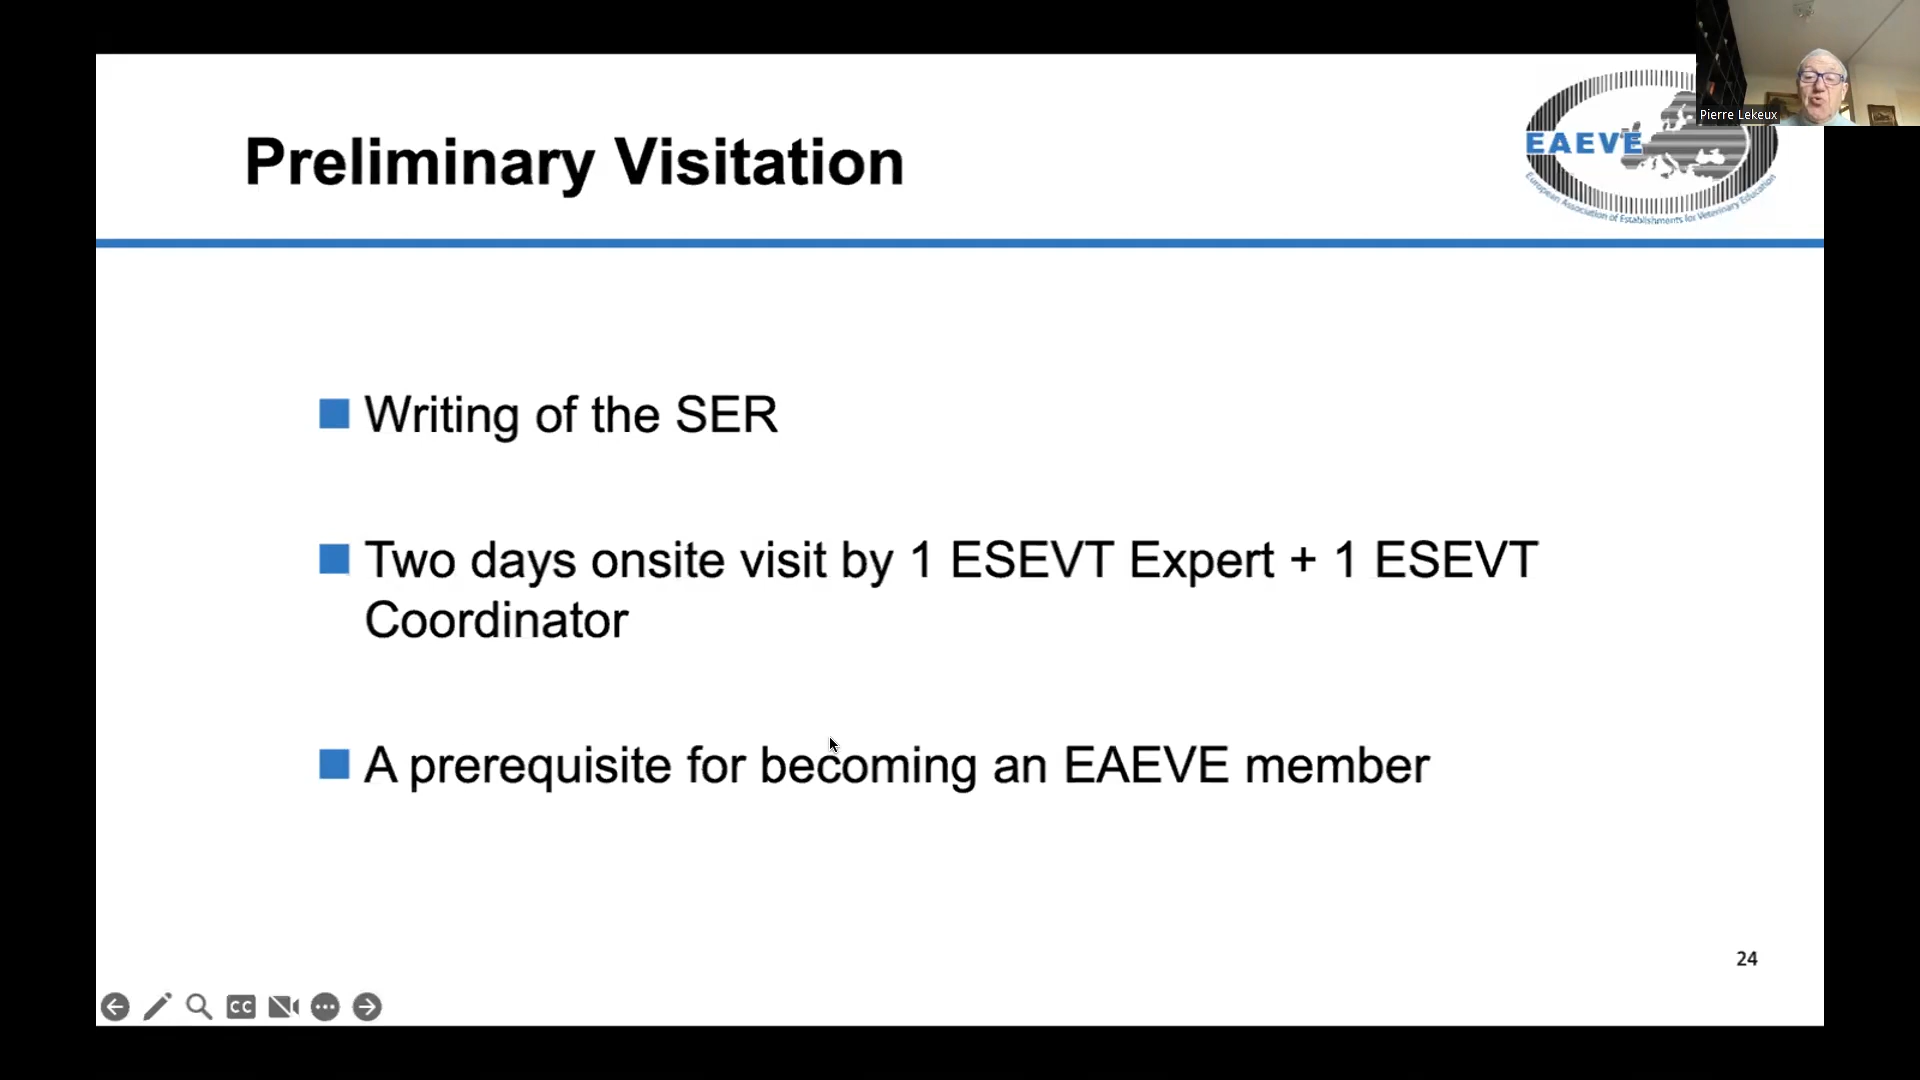 Preliminary Visitation
EAEVE
European Association of Establishments for Veterinary Education
Pierre Lekeux
Writing of the SER
Two days onsite visit by 1 ESEVT Expert + 1 ESEVT
Coordinator
A prerequisite for becoming an EAEVE member
24
CC